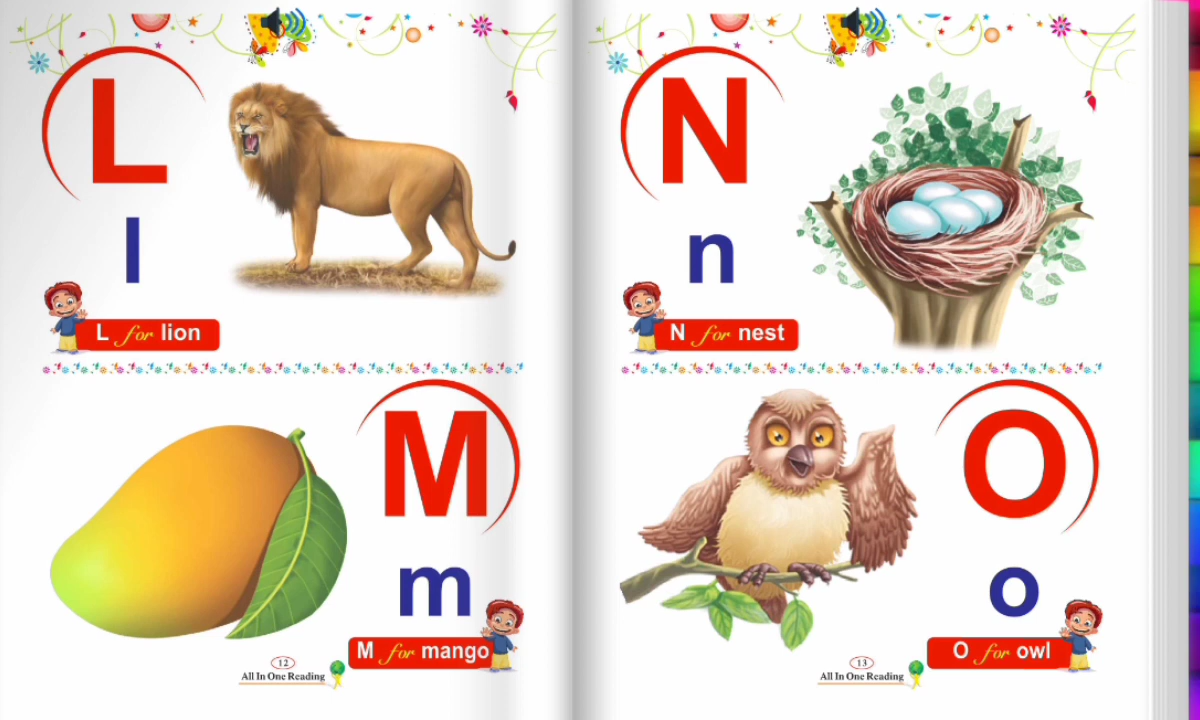 L
l
L for lion
M
m
M for mango
12
All In One Reading
N
n
N for nest
O
o
O for owl
13
All In One Reading